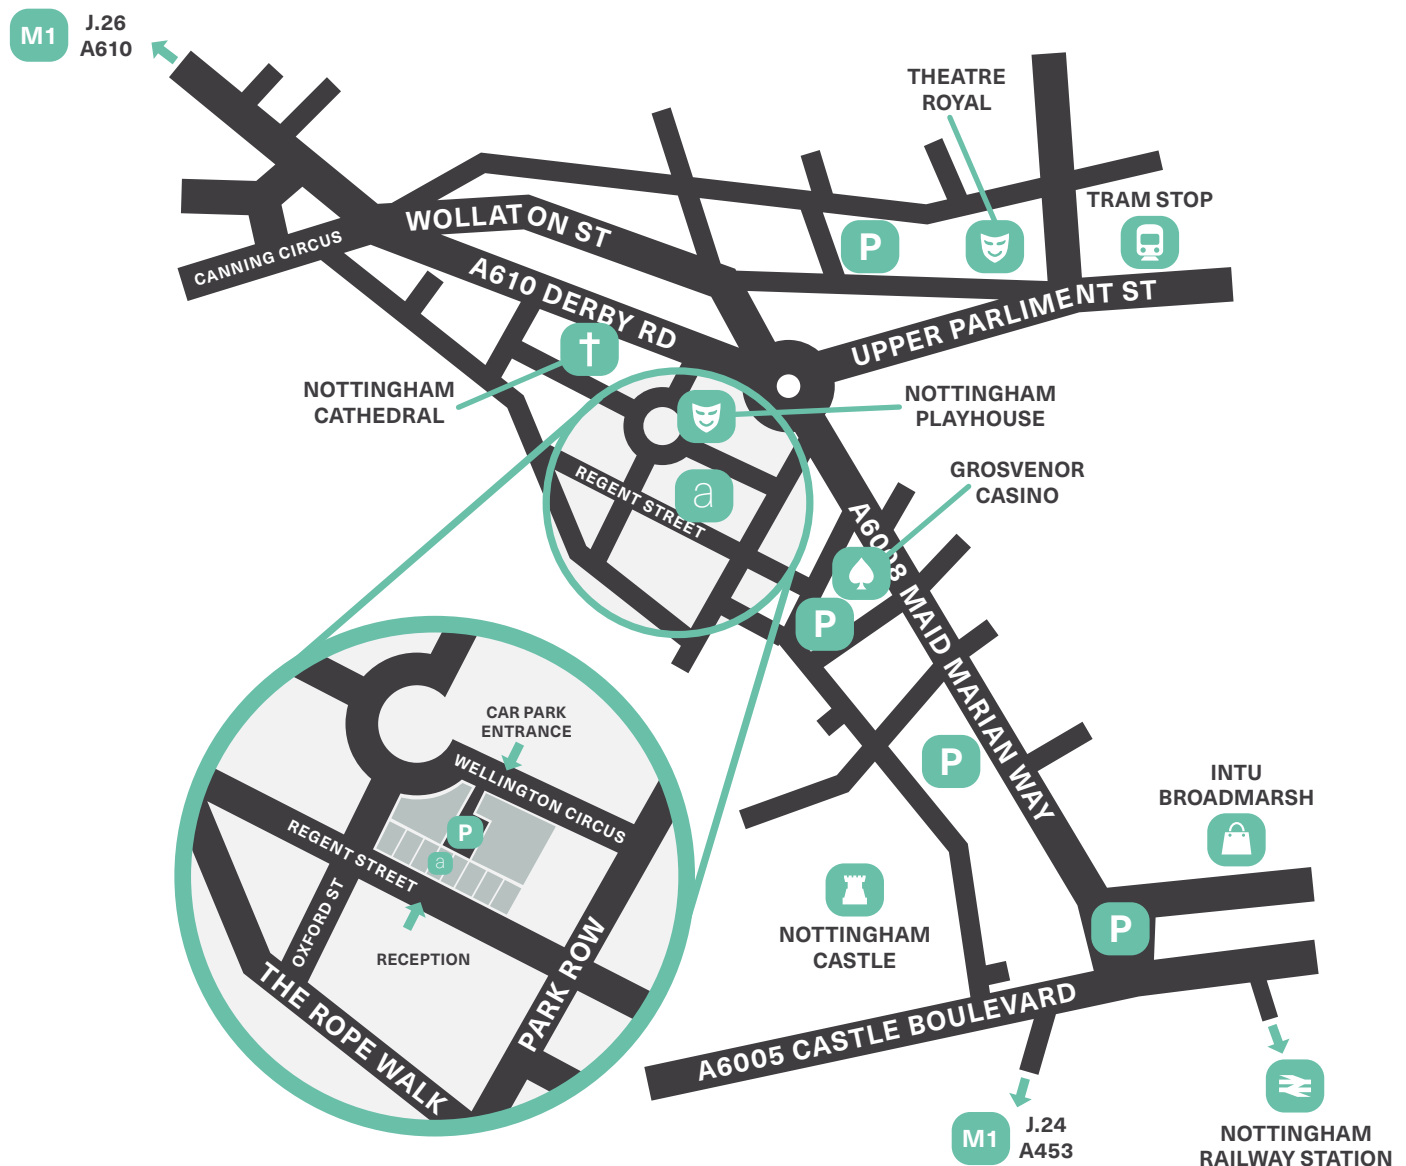 M1
J.26
A610
THEATRE
ROYAL
TRAM STOP
P
WOLLATON ST
CANNING CIRCUS
A610 DERBY RD
UPPER PARLIMENT ST
NOTTINGHAM
CATHEDRAL
NOTTINGHAM
PLAYHOUSE
GROSVENOR
CASINO
REGENT STREET
a
A6008 MAID MARIAN WAY
P
P
INTU
BROADMARSH
CAR PARK
ENTRANCE
WELLINGTON CIRCUS
P
a
REGENT STREET
OXFORD ST
RECEPTION
PARK ROW
THE ROPE WALK
NOTTINGHAM
CASTLE
P
A6005 CASTLE BOULEVARD
M1
J.24
A453
NOTTINGHAM
RAILWAY STATION